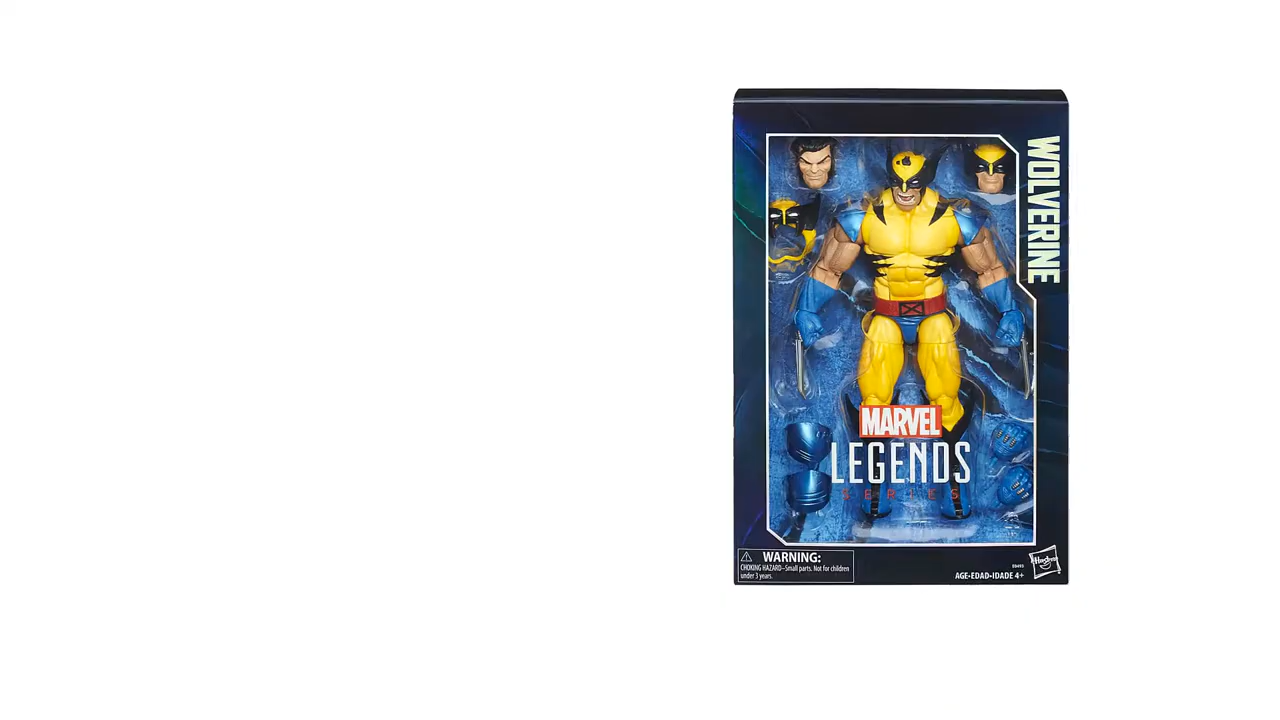 WOLVERINE
MARVEL
LEGENDS
SERIES
WARNING:
CHOKING HAZARD–Small parts. Not for children
under 3 years.
AGE•EDAD•IDADE 4+
Hasbro